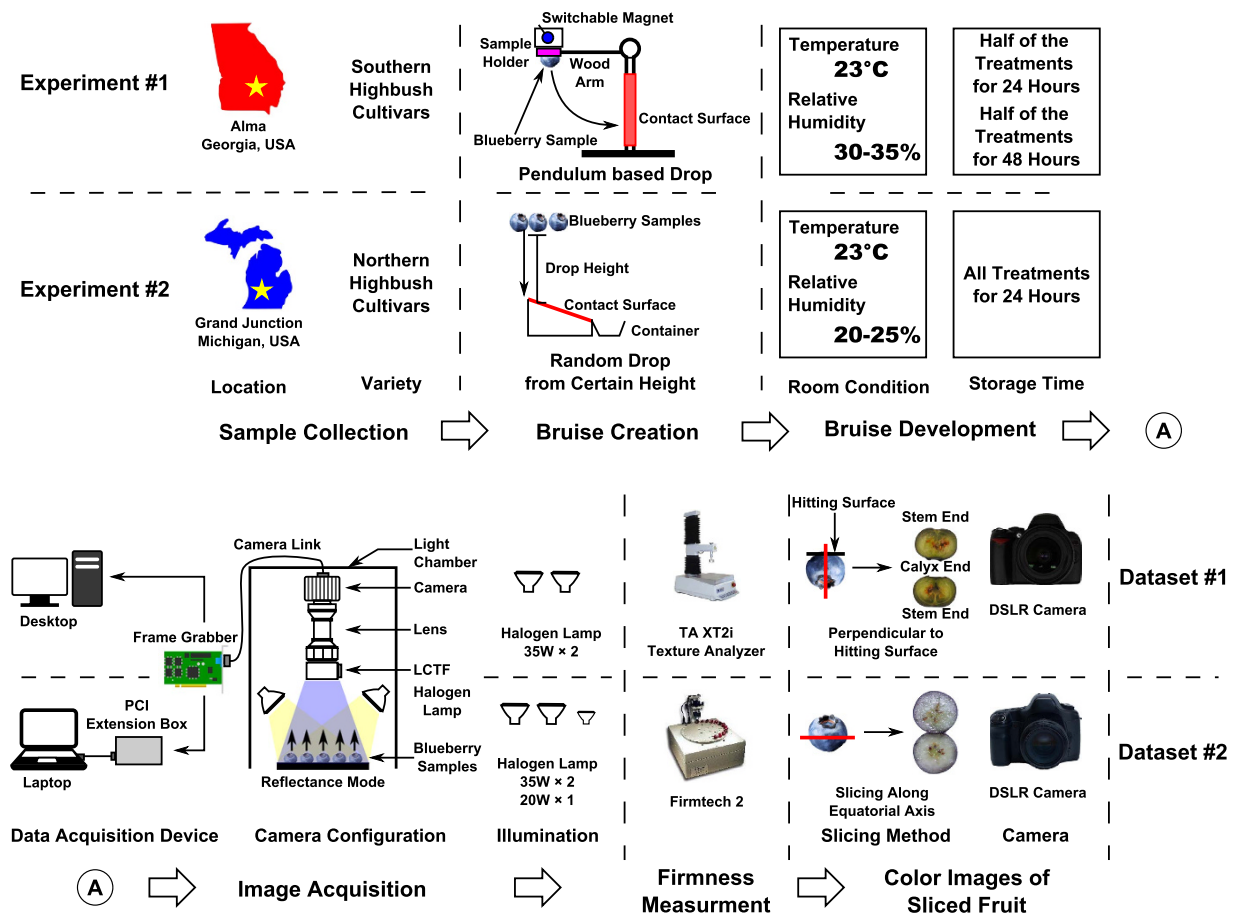 Experiment #1
Alma
Georgia, USA
Southern
Highbush
Cultivars
Switchable Magnet
Sample
Holder
Wood
Arm
Contact Surface
Blueberry Sample
Pendulum based Drop
Temperature
23°C
Relative
Humidity
30-35%
Half of the
Treatments
for 24 Hours
Half of the
Treatments
for 48 Hours
Experiment #2
Grand Junction
Michigan, USA
Northern
Highbush
Cultivars
Blueberry Samples
Drop Height
Contact Surface
Container
Random Drop
from Certain Height
Temperature
23°C
Relative
Humidity
20-25%
All Treatments
for 24 Hours
Location
Variety
Room Condition
Storage Time
Sample Collection
Bruise Creation
Bruise Development
A
Desktop
Frame Grabber
PCI
Extension Box
Laptop
Camera Link
Light
Chamber
Camera
Lens
LCTF
Halogen
Lamp
Blueberry
Samples
Reflectance Mode
Halogen Lamp
35W × 2
Halogen Lamp
35W × 2
20W × 1
TA XT2i
Texture Analyzer
Firmtech 2
Hitting Surface
Stem End
Calyx End
Stem End
Perpendicular to
Hitting Surface
DSLR Camera
Dataset #1
Slicing Along
Equatorial Axis
DSLR Camera
Dataset #2
Data Acquisition Device
Camera Configuration
Illumination
Slicing Method
Camera
A
Image Acquisition
Firmness
Measurment
Color Images of
Sliced Fruit